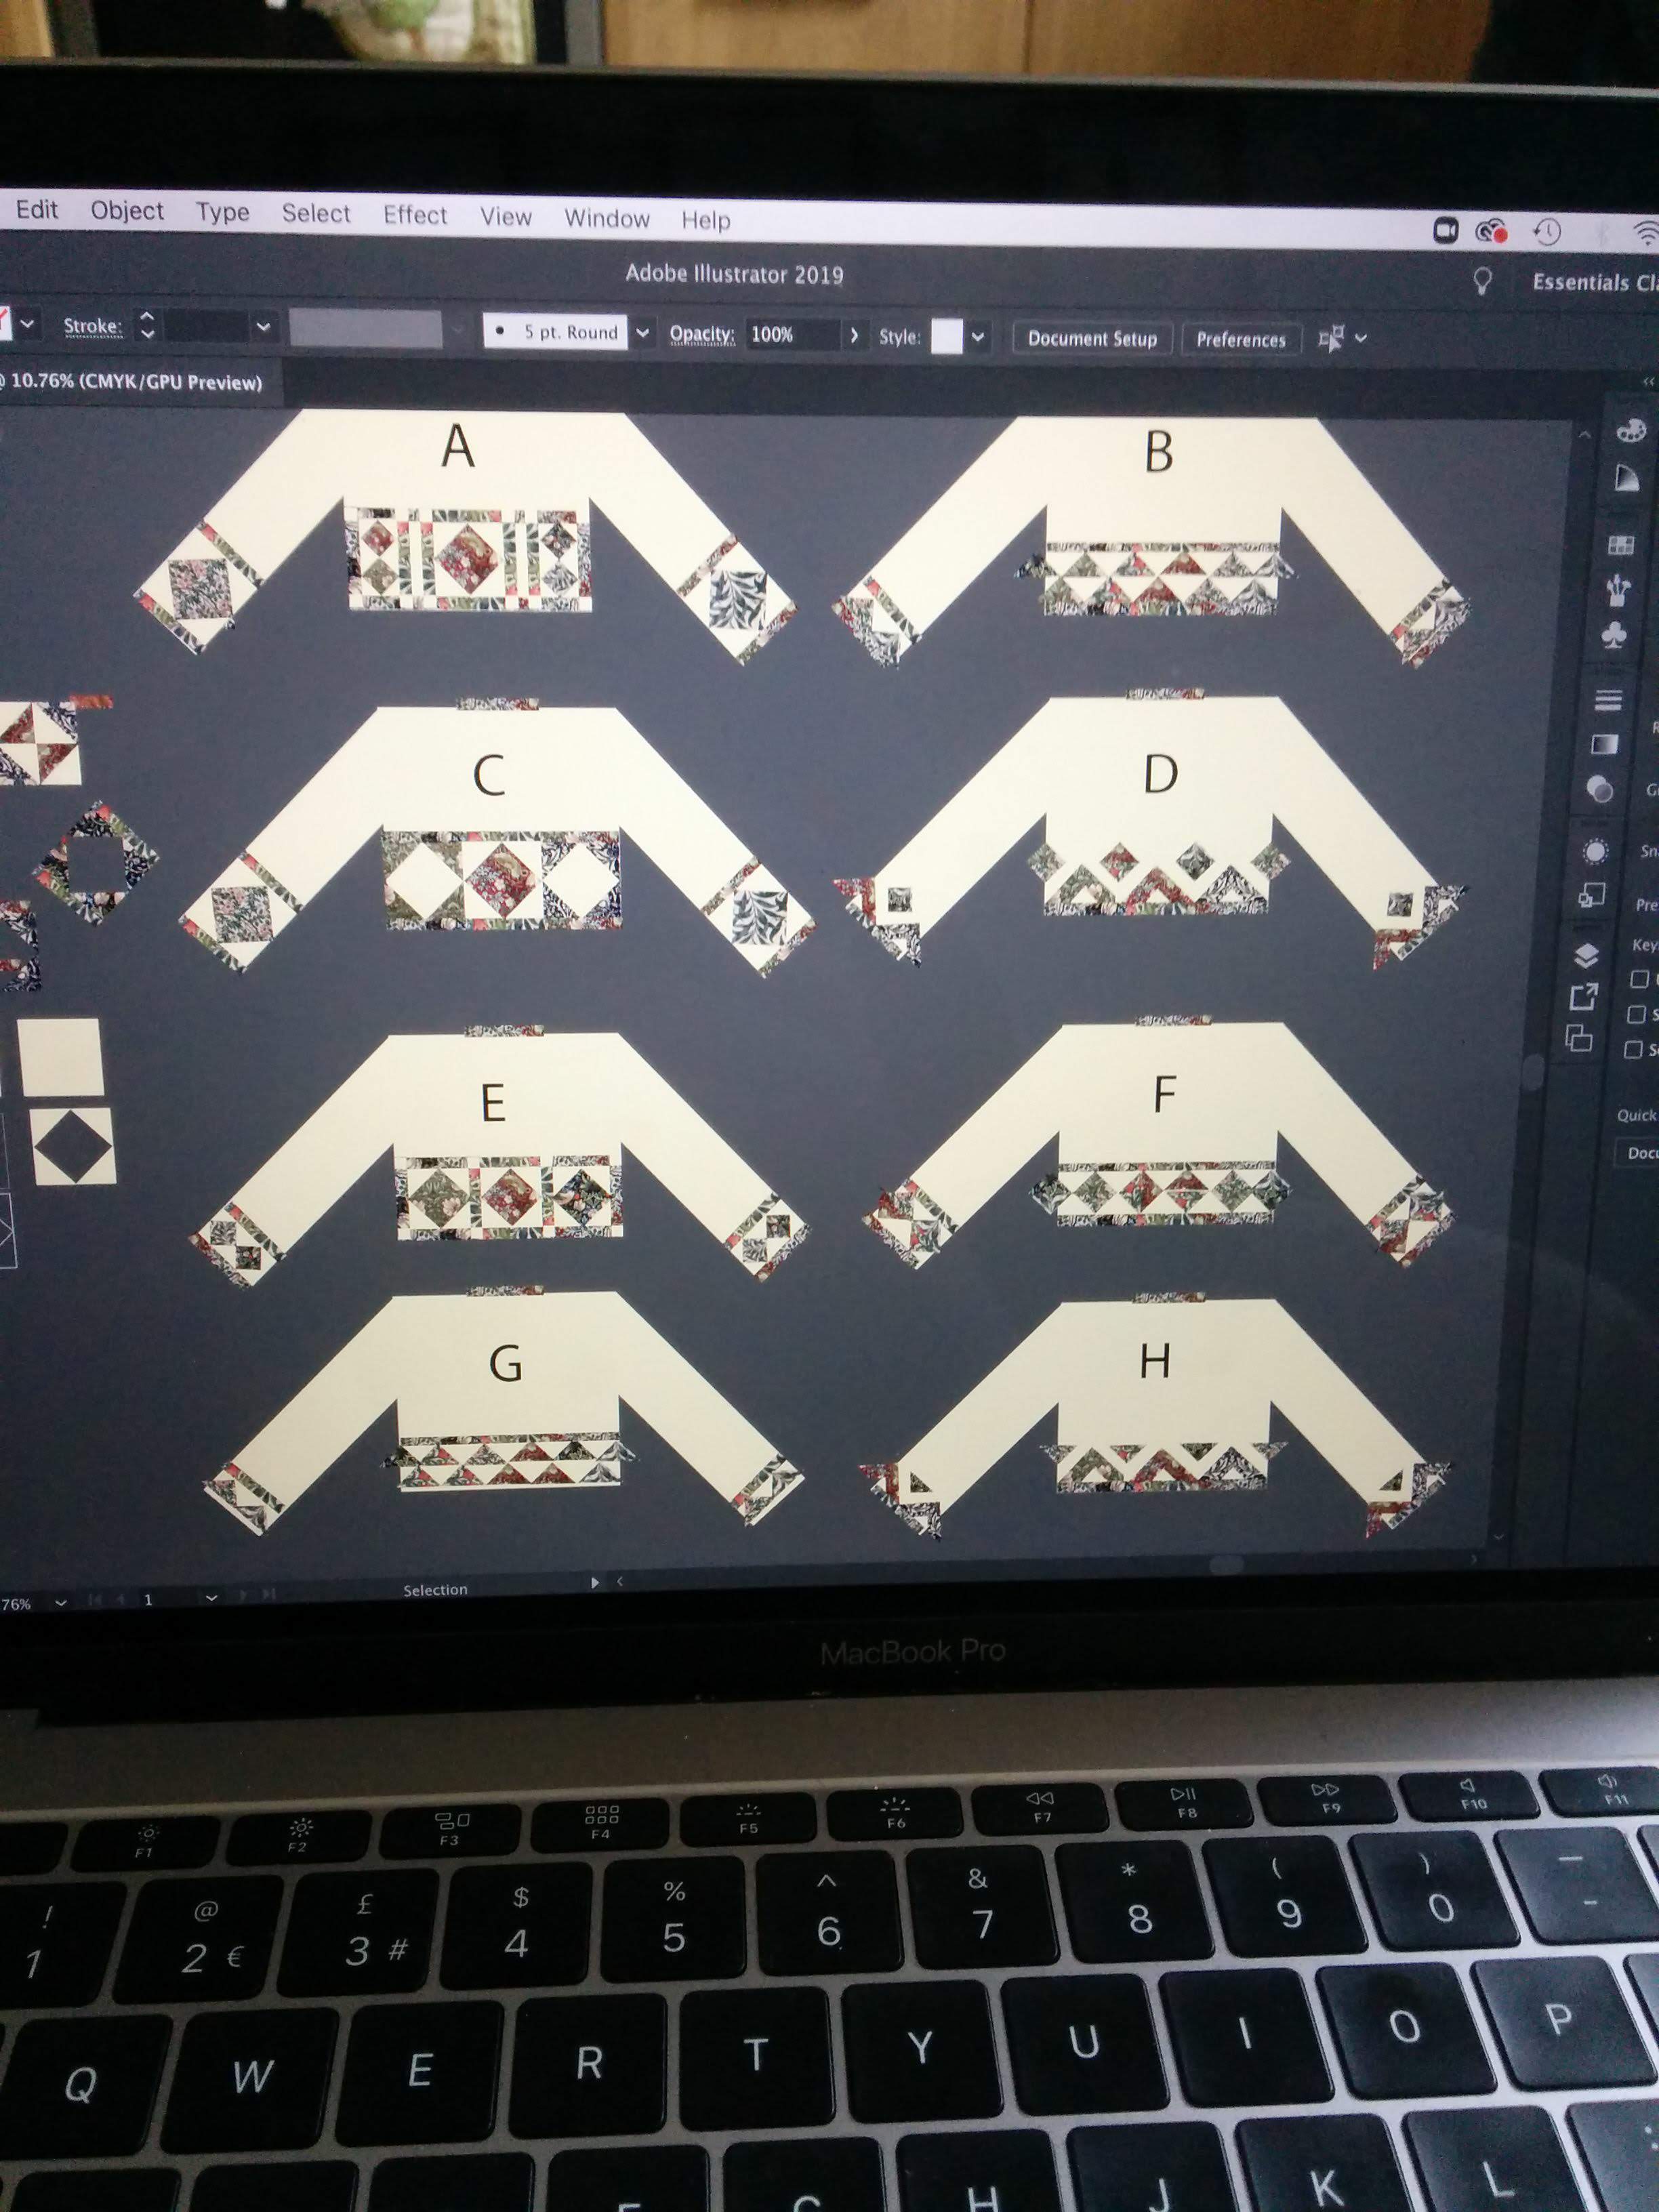 Edit Object Type Select Effect View Window Help
Adobe Illustrator 2019
Essentials Cla
Stroke: 5 pt. Round Opacity: 100% Style: Document Setup Preferences
@ 10.76% (CMYK/GPU Preview)
A B
C D
E F
G H
Sn
Pre
Key
Quick
Docu
76% 1 Selection
MacBook Pro
F1 F2 F3 F4 F5 F6 F7 F8 F9 F10 F11
! @ £ $ % ^ & * ( ) —
1 2 € 3 # 4 5 6 7 8 9 0 -
Q W E R T Y U I O P
F G H J K L